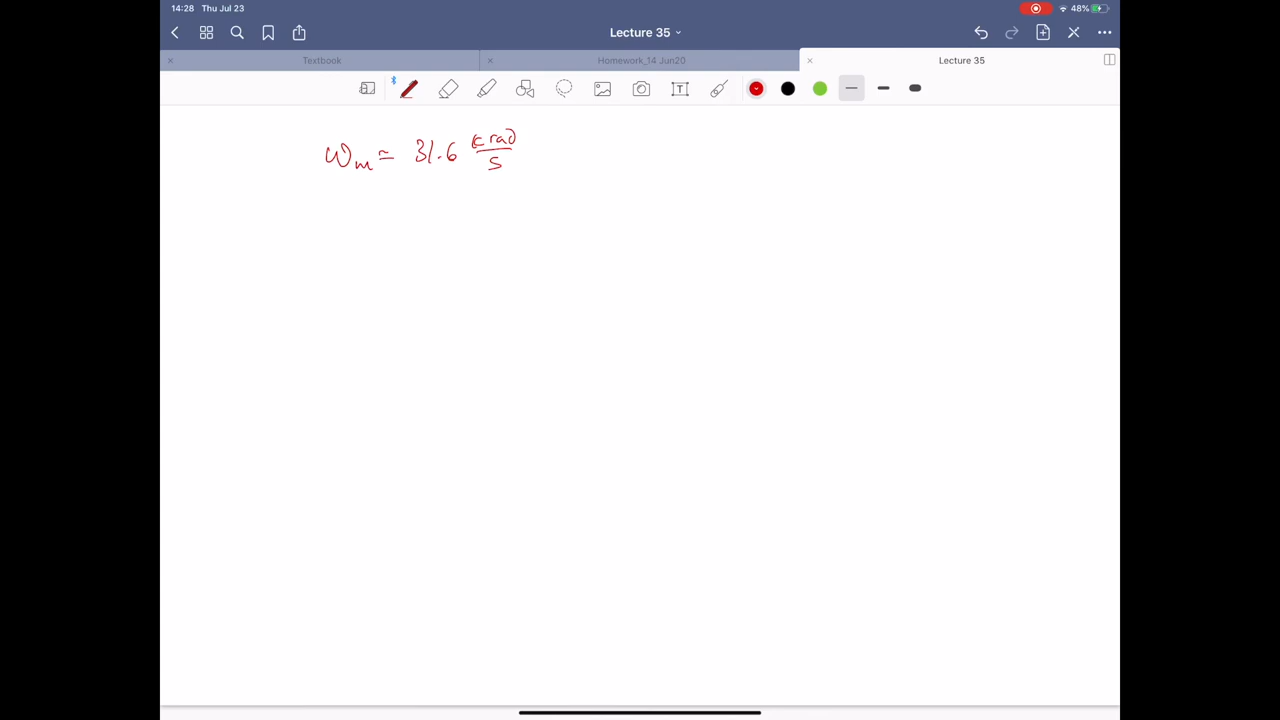 14:28 Thu Jul 23 48%
Lecture 35
Textbook Homework_14 Jun20 Lecture 35
T
ωm = 31.6 krad/s